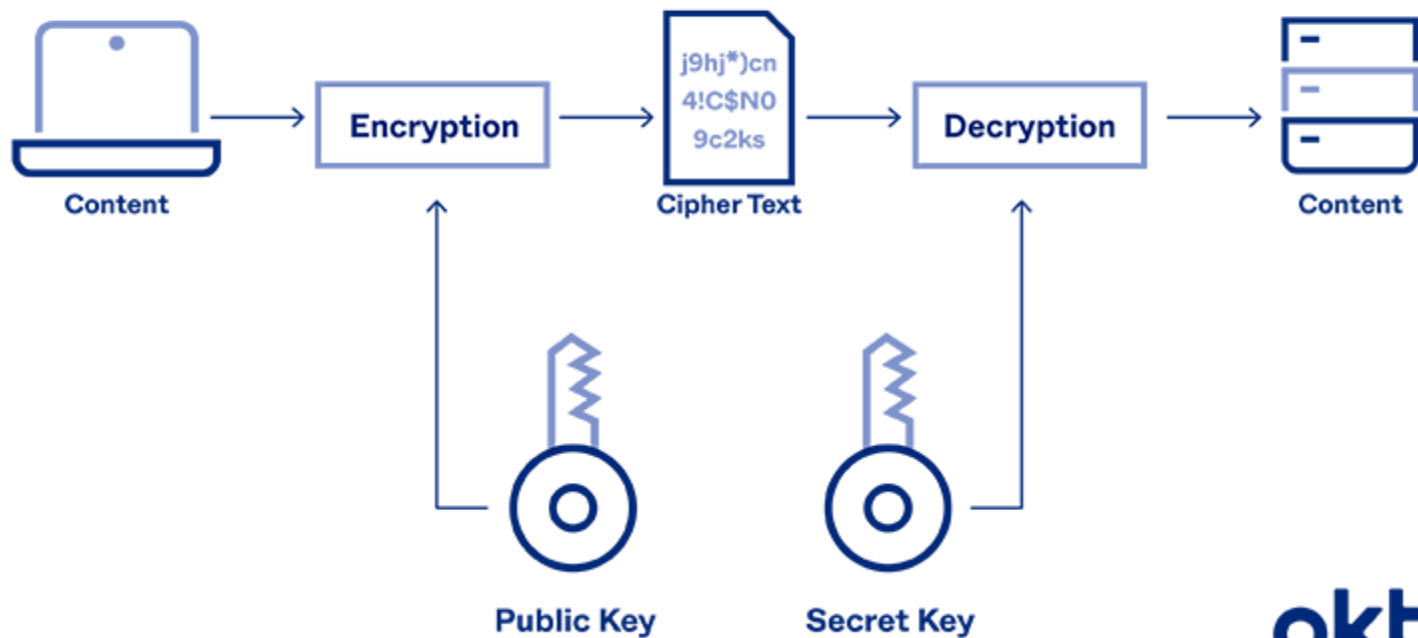 j9hj*)cn
4!C$N0
9c2ks
Encryption
Decryption
Content
Cipher Text
Content
Public Key
Secret Key